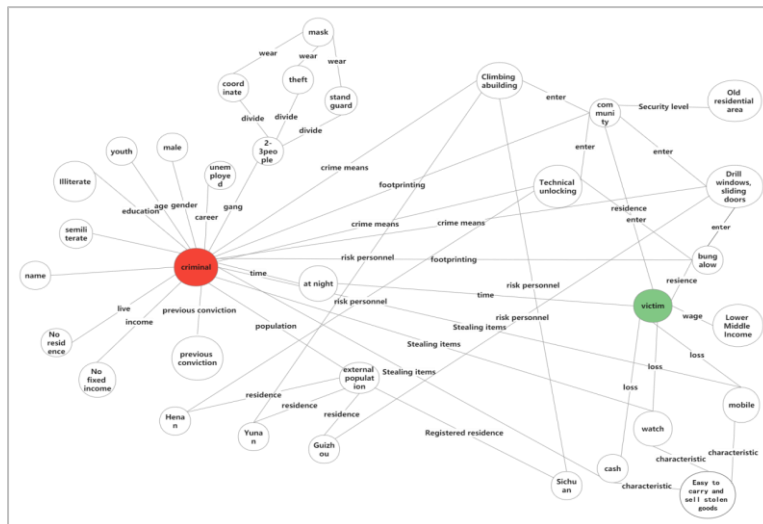 mask
wear
wear
wear
coord
inate
theft
stand
guard
divide
divide
divide
2-
3people
Climbing
abuilding
enter
com
muni
ty
Security level
Old
residential
area
youth
male
unem
ploye
d
Illiterate
age
gender
education
career
gang
crime means
footprinting
enter
Technical
unlocking
enter
Drill
windows,
sliding
doors
residence
enter
enter
semili
terate
crime means
crime means
name
criminal
risk personnel
footprinting
bung
alow
time
at night
risk personnel
time
resience
live
income
previous conviction
population
risk personnel
risk personnel
victim
wage
Lower
Middle
Income
Stealing items
No
resid
ence
No
fixed
income
previous
conviction
external
populat
ion
Stealing items
loss
loss
loss
mobile
residence
residence
residence
Hena
n
Yuna
n
Guizh
ou
Registered residence
watch
cash
Sichu
an
characteristic
characteristic
characteristic
Easy to
carry and
sell stolen
goods